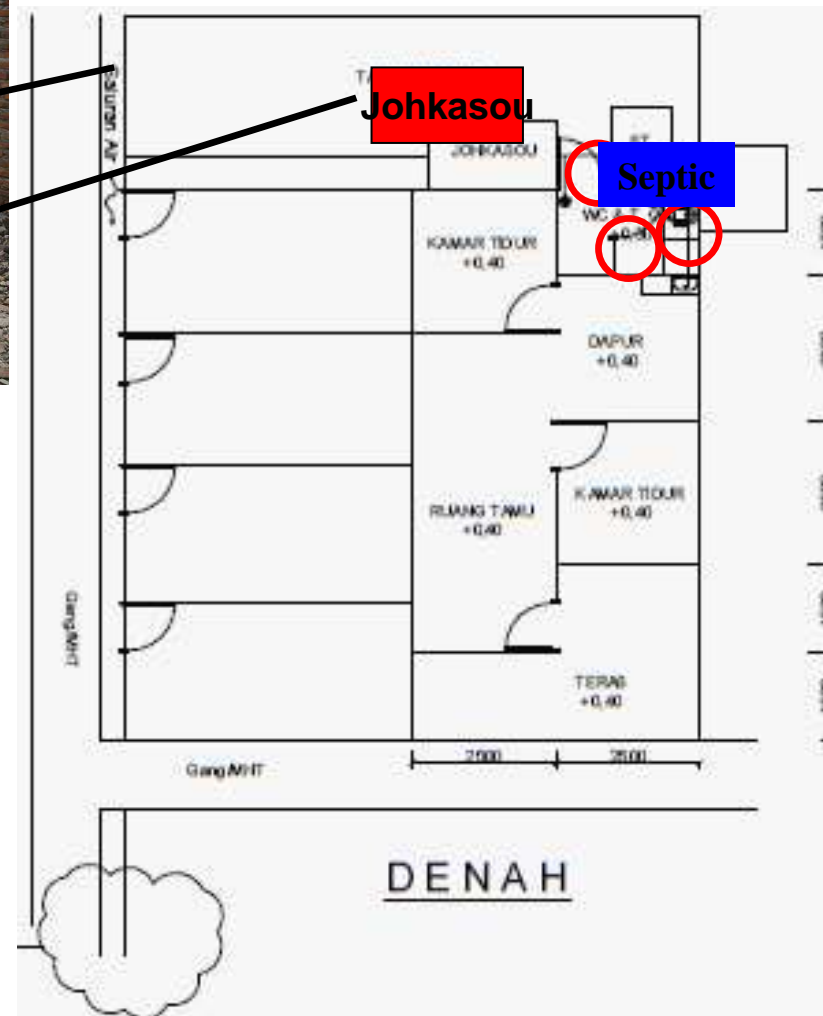 Saluran Air
Johkasou
JOHKASOU
Septic
KAMAR TIDUR
+0,40
DAPUR
+0,40
KAMAR TIDUR
+0,40
RUANG TAMU
+0,40
Gang/MHT
TERAS
+0,40
Gang/MHT
2500
2500
DENAH